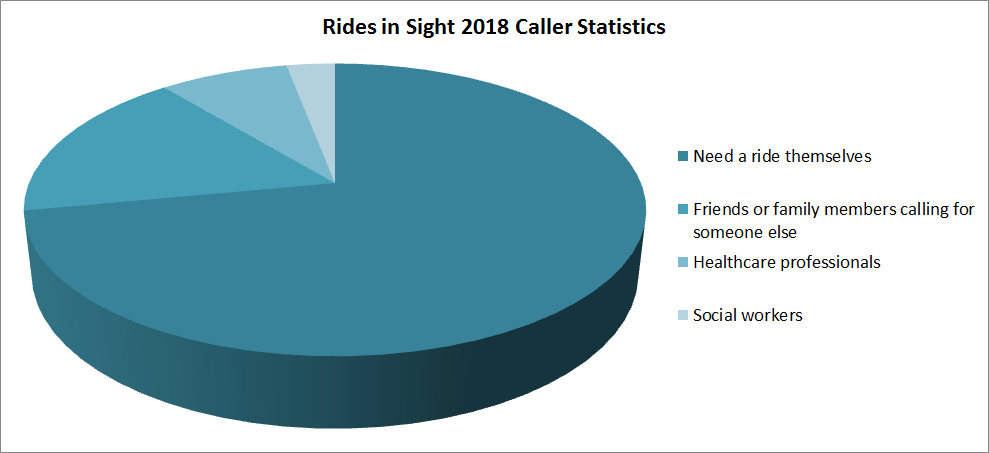 Rides in Sight 2018 Caller Statistics
Need a ride themselves
Friends or family members calling for
someone else
Healthcare professionals
Social workers